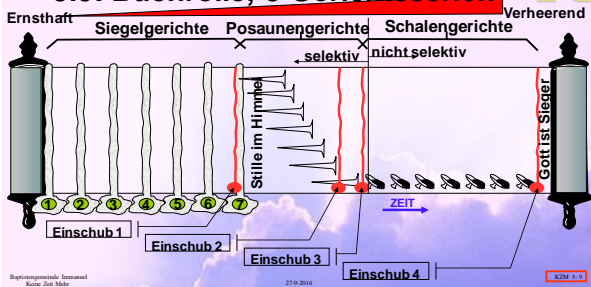 Ernsthaft
Verheerend
Siegelgerichte
Posaunengerichte
Schalengerichte
selektiv
nicht selektiv
Stille im Himmel
Gott ist Sieger
1 2 3 4 5 6 7
ZEIT
Einschub 1
Einschub 2
Einschub 3
Einschub 4
Baptistengemeinde Immanuel
Keine Zeit Mehr
27-9-2016
KZM 5: 9